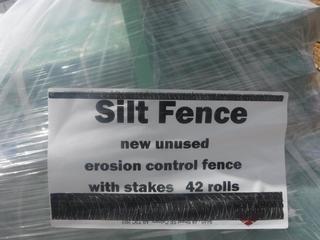 Silt Fence
new unused
erosion control fence
with stakes 42 rolls